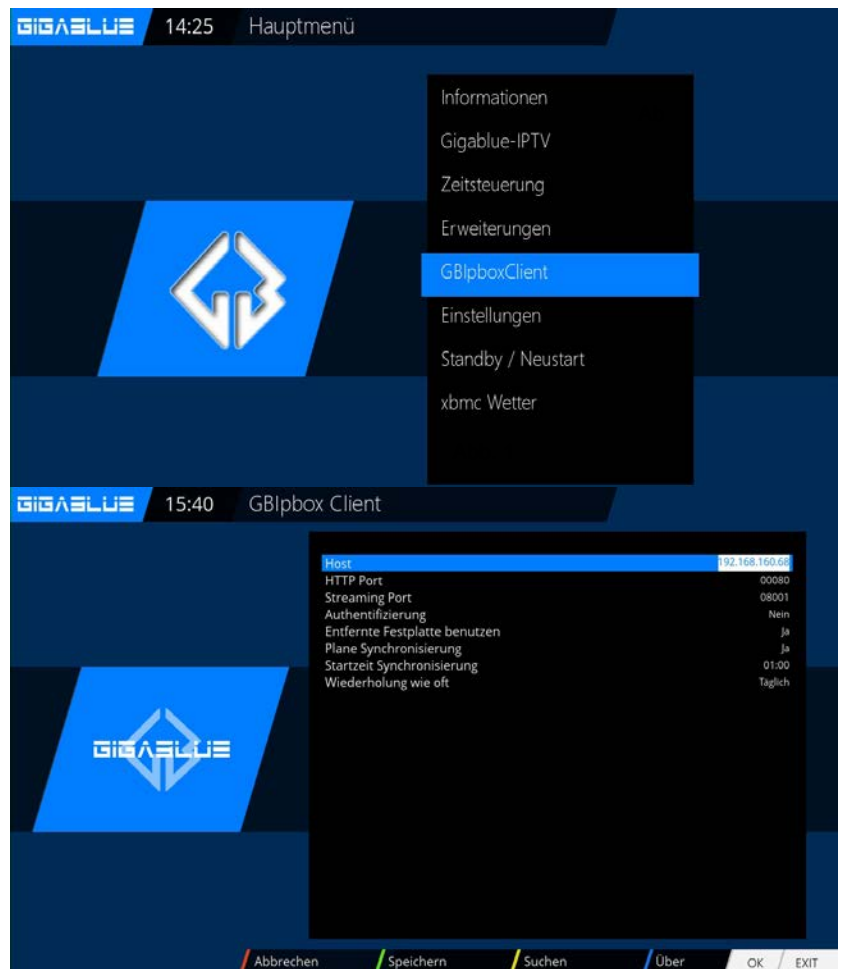 GIGABLUE 14:25 Hauptmenü
Informationen
Gigablue-IPTV
Zeitsteuerung
Erweiterungen
GBIpboxClient
Einstellungen
Standby / Neustart
xbmc Wetter
GIGABLUE 15:40 GBIpbox Client
Host 192.168.160.68
HTTP Port 00080
Streaming Port 08001
Authentifizierung Nein
Entfernte Festplatte benutzen Ja
Plane Synchronisierung Ja
Startzeit Synchronisierung 01:00
Wiederholung wie oft Täglich
GIGABLUE
Abbrechen Speichern Suchen Über OK EXIT